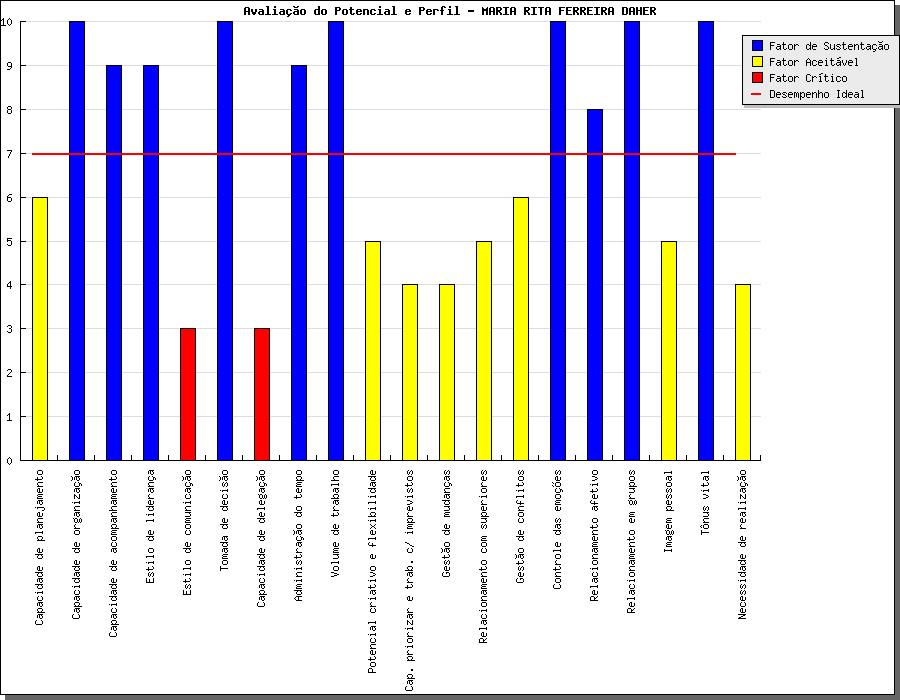 Avaliação do Potencial e Perfil - MARIA RITA FERREIRA DAHER
Fator de Sustentação
Fator Aceitável
Fator Crítico
Desempenho Ideal
10
9
8
7
6
5
4
3
2
1
0
Capacidade de planejamento
Capacidade de organização
Capacidade de acompanhamento
Estilo de liderança
Estilo de comunicação
Tomada de decisão
Capacidade de delegação
Administração do tempo
Volume de trabalho
Potencial criativo e flexibilidade
Cap. priorizar e trab. c/ imprevistos
Gestão de mudanças
Relacionamento com superiores
Gestão de conflitos
Controle das emoções
Relacionamento afetivo
Relacionamento em grupos
Imagem pessoal
Tônus vital
Necessidade de realização